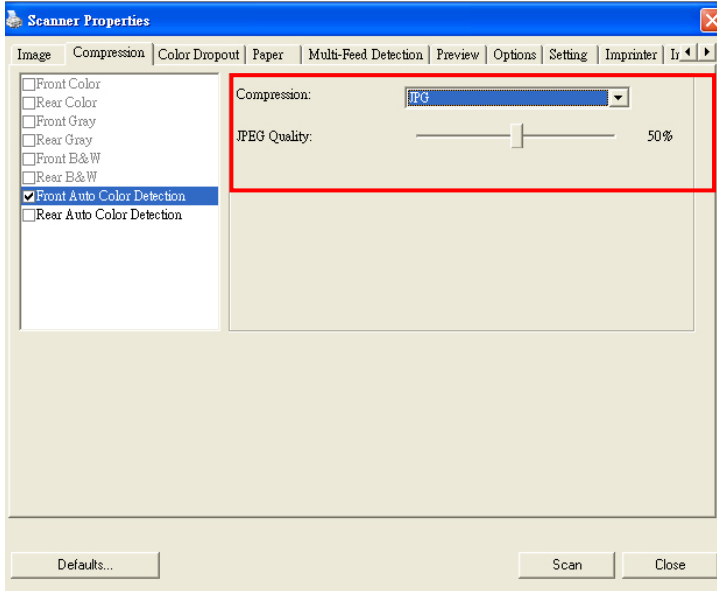 Scanner Properties
Image Compression Color Dropout Paper Multi-Feed Detection Preview Options Setting Imprinter
Front Color
Rear Color
Front Gray
Rear Gray
Front B&W
Rear B&W
Front Auto Color Detection
Rear Auto Color Detection
Compression: JPG
JPEG Quality: 50%
Defaults... Scan Close